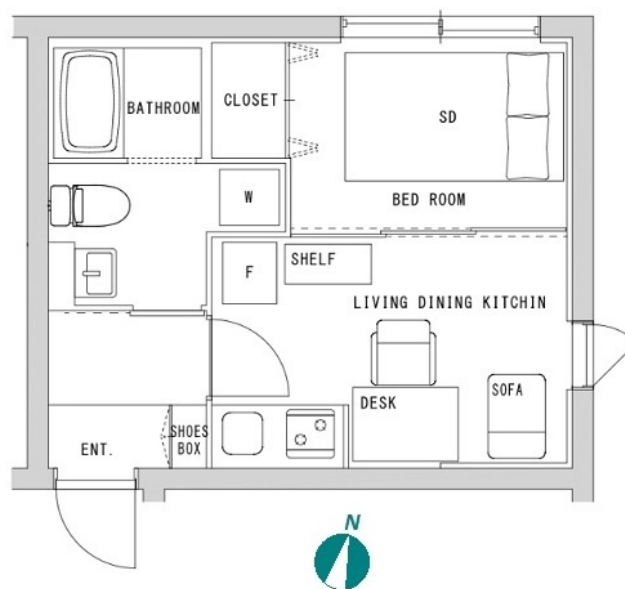 BATHROOM
CLOSET
SD
W
BED ROOM
F
SHELF
LIVING DINING KITCHIN
DESK
SOFA
ENT.
SHOES
BOX
N